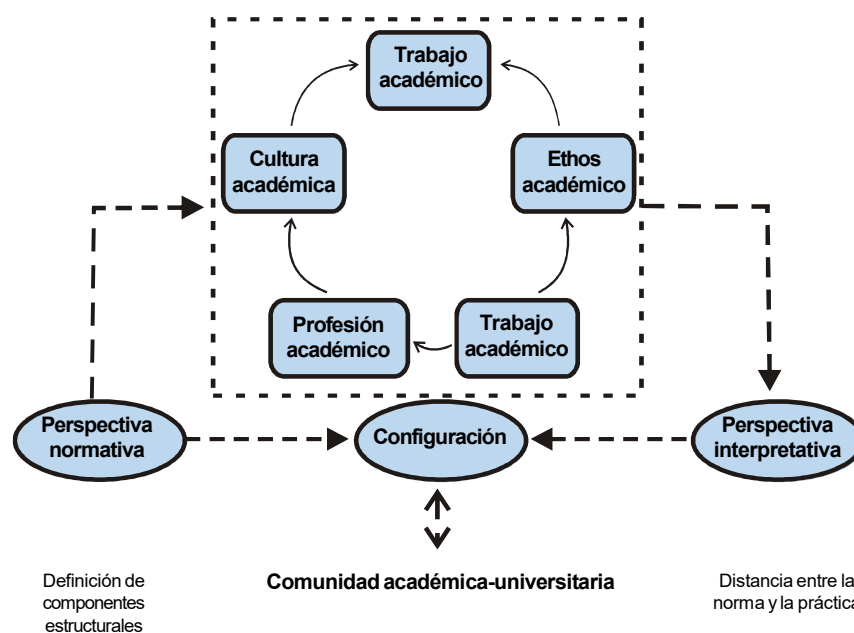 Trabajo
académico
Cultura
académica
Ethos
académico
Profesión
académico
Trabajo
académico
Perspectiva
normativa
Configuración
Perspectiva
interpretativa
Definición de
componentes
estructurales
Comunidad académica-universitaria
Distancia entre la
norma y la práctica